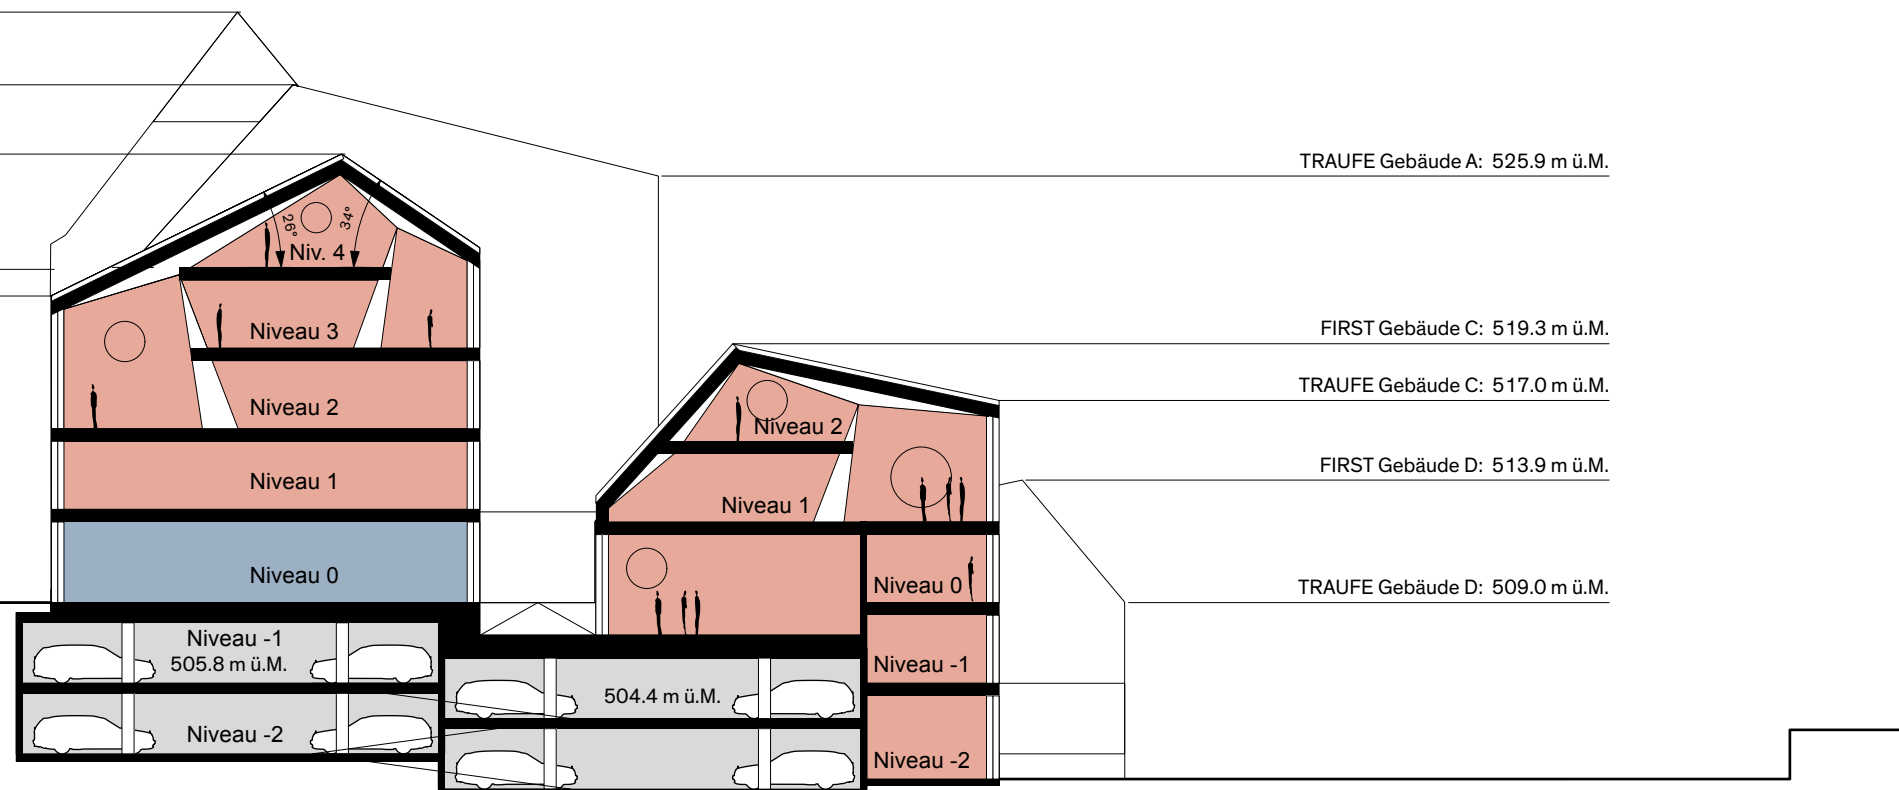 TRAUFE Gebäude A: 525.9 m ü.M.
26°
34°
Niv. 4
FIRST Gebäude C: 519.3 m ü.M.
Niveau 3
TRAUFE Gebäude C: 517.0 m ü.M.
Niveau 2
Niveau 2
FIRST Gebäude D: 513.9 m ü.M.
Niveau 1
Niveau 1
Niveau 0
Niveau 0
TRAUFE Gebäude D: 509.0 m ü.M.
Niveau -1
505.8 m ü.M.
Niveau -1
504.4 m ü.M.
Niveau -2
Niveau -2